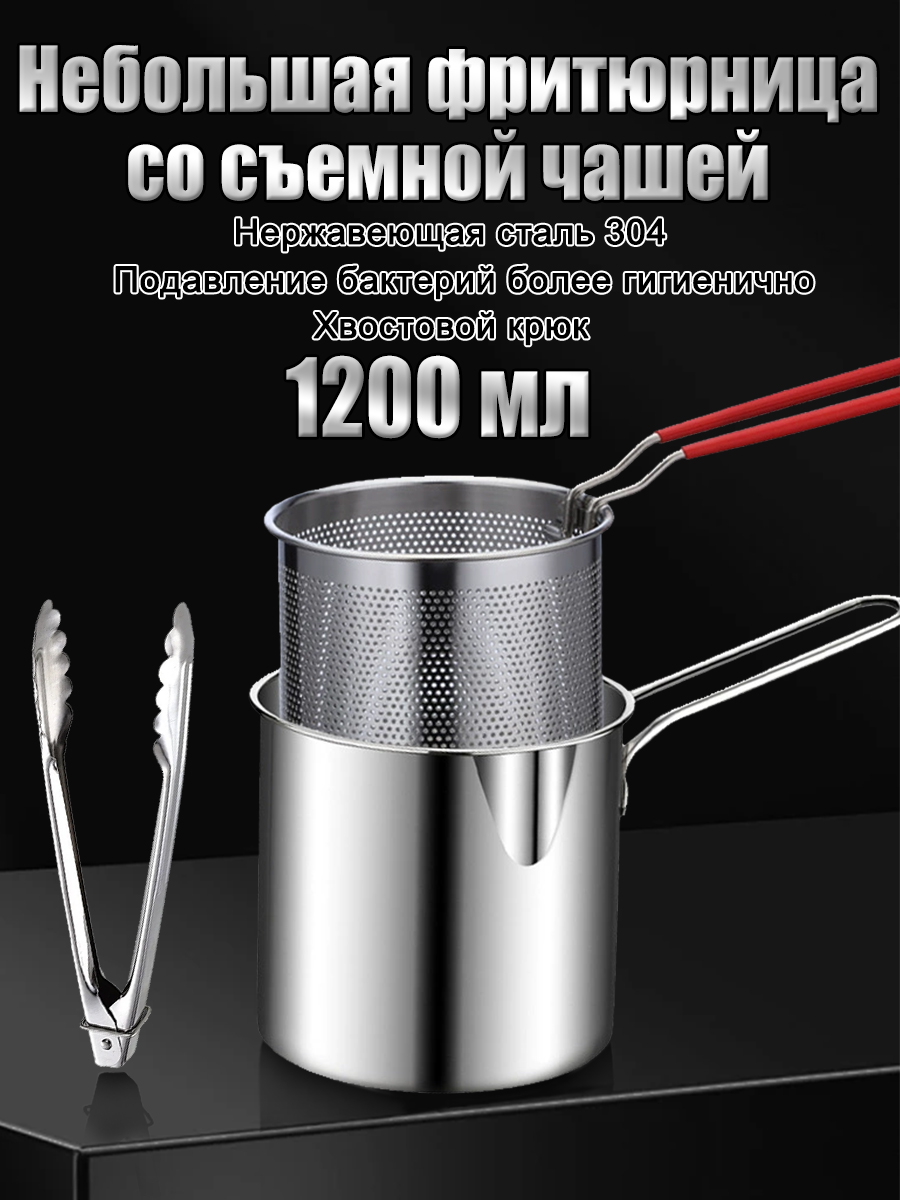 Небольшая фритюрница
со съемной чашей
Нержавеющая сталь 304
Подавление бактерий более гигиенично
Хвостовой крюк
1200 мл